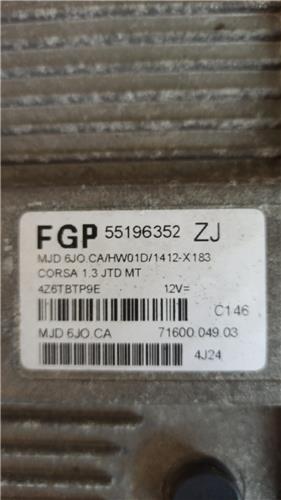 FGP 55196352 ZJ
MJD 6JO.CA/HW01D/1412-X183
CORSA 1.3 JTD MT
4Z6TBTP9E 12V=
C146
MJD 6JO.CA 71600.049.03
4J24